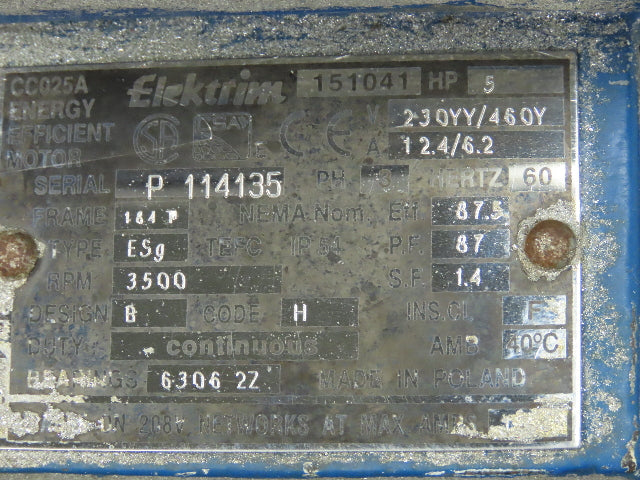 CC025A Elektrim 151041 HP 5
ENERGY
EFFICIENT
MOTOR
SA CE
V 230YY/460Y
A 12.4/6.2
SERIAL P 114135 PH 3 HERTZ 60
FRAME 184 T NEMA.Nom. Eff 87.5
TYPE ESg TEFC IP 54 P.F. 87
RPM 3500 S.F. 1.4
DESIGN B CODE H INS.CL. F
DUTY continuous AMB 40°C
BEARINGS 6306 2Z MADE IN POLAND
ON 208V NETWORKS AT MAX. AMPS